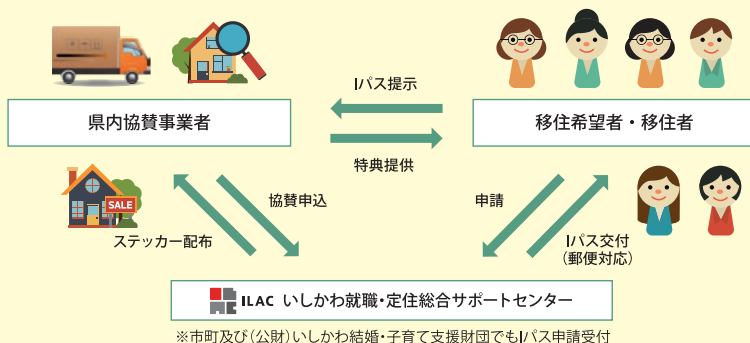 Iパス提示
県内協賛事業者
移住希望者・移住者
特典提供
SALE
協賛申込
申請
ステッカー配布
Iパス交付
(郵便対応)
ILAC いしかわ就職・定住総合サポートセンター
※市町及び(公財)いしかわ結婚・子育て支援財団でもIパス申請受付